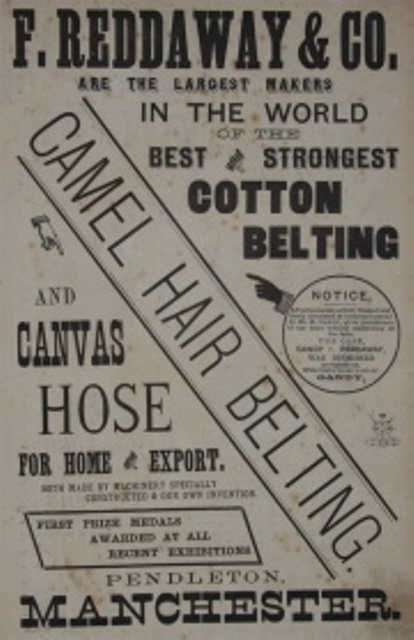 F. REDDAWAY & CO.
ARE THE LARGEST MAKERS
IN THE WORLD
OF THE
BEST & STRONGEST
COTTON
BELTING
CAMEL HAIR BELTING.
NOTICE,
THE CASE,
GANDY v. REDDAWAY,
WAS DISMISSED
GANDY,
AND
CANVAS
HOSE
FOR HOME & EXPORT.
BOTH MADE BY MACHINERY SPECIALLY
CONSTRUCTED & OUR OWN INVENTION.
FIRST PRIZE MEDALS
AWARDED AT ALL
RECENT EXHIBITIONS
PENDLETON,
MANCHESTER.